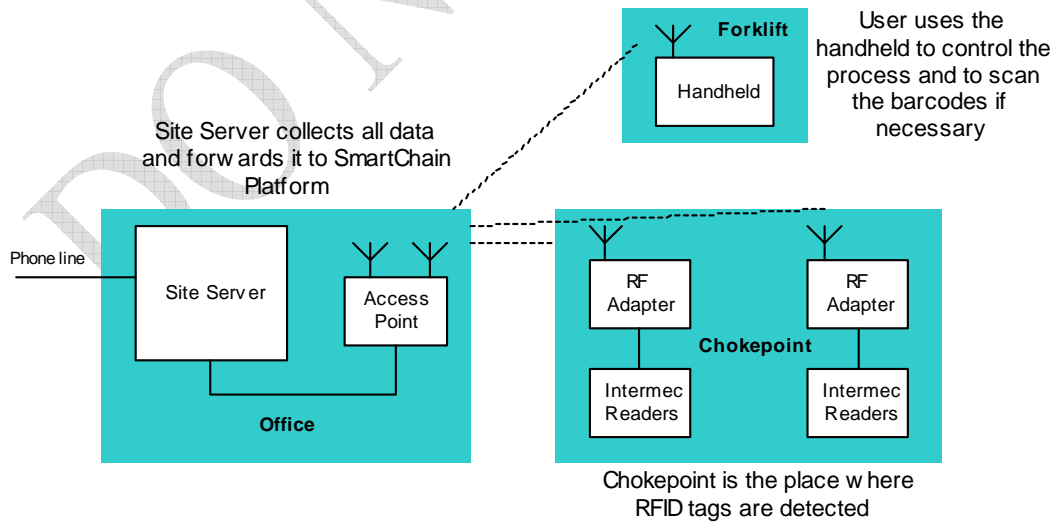 DO N
Forklift
Handheld
User uses the
handheld to control the
process and to scan
the barcodes if
necessary
Site Server collects all data
and forwards it to SmartChain
Platform
Phone line
Site Server
Access
Point
Office
RF
Adapter
RF
Adapter
Chokepoint
Intermec
Readers
Intermec
Readers
Chokepoint is the place where
RFID tags are detected